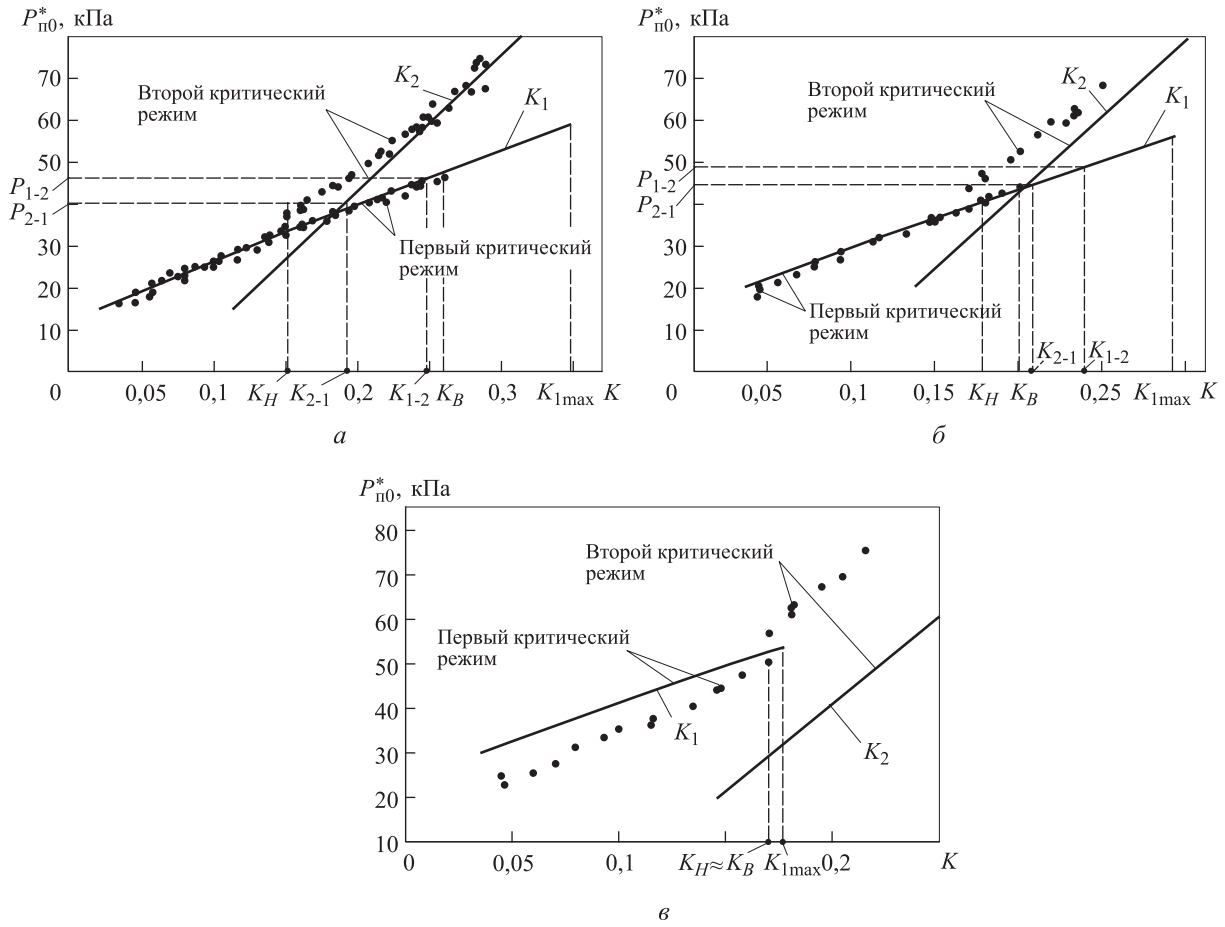 P*п0, кПа
70
60
50
P1-2
P2-1
30
20
10
0
Второй критический
режим
K2
K1
Первый критический
режим
0,05
0,1
KH
K2-1
0,2
K1-2
KB
0,3
K1max
K
а
P*п0, кПа
70
60
50
P1-2
P2-1
30
20
10
0
Второй критический
режим
K2
K1
Первый критический
режим
K2-1
K1-2
0,05
0,1
0,15
KH
KB
0,25
K1max
K
б
P*п0, кПа
80
70
60
50
40
30
20
10
0
Второй критический
режим
Первый критический
режим
K1
K2
0,05
0,1
KH≈KB
K1max
0,2
K
в